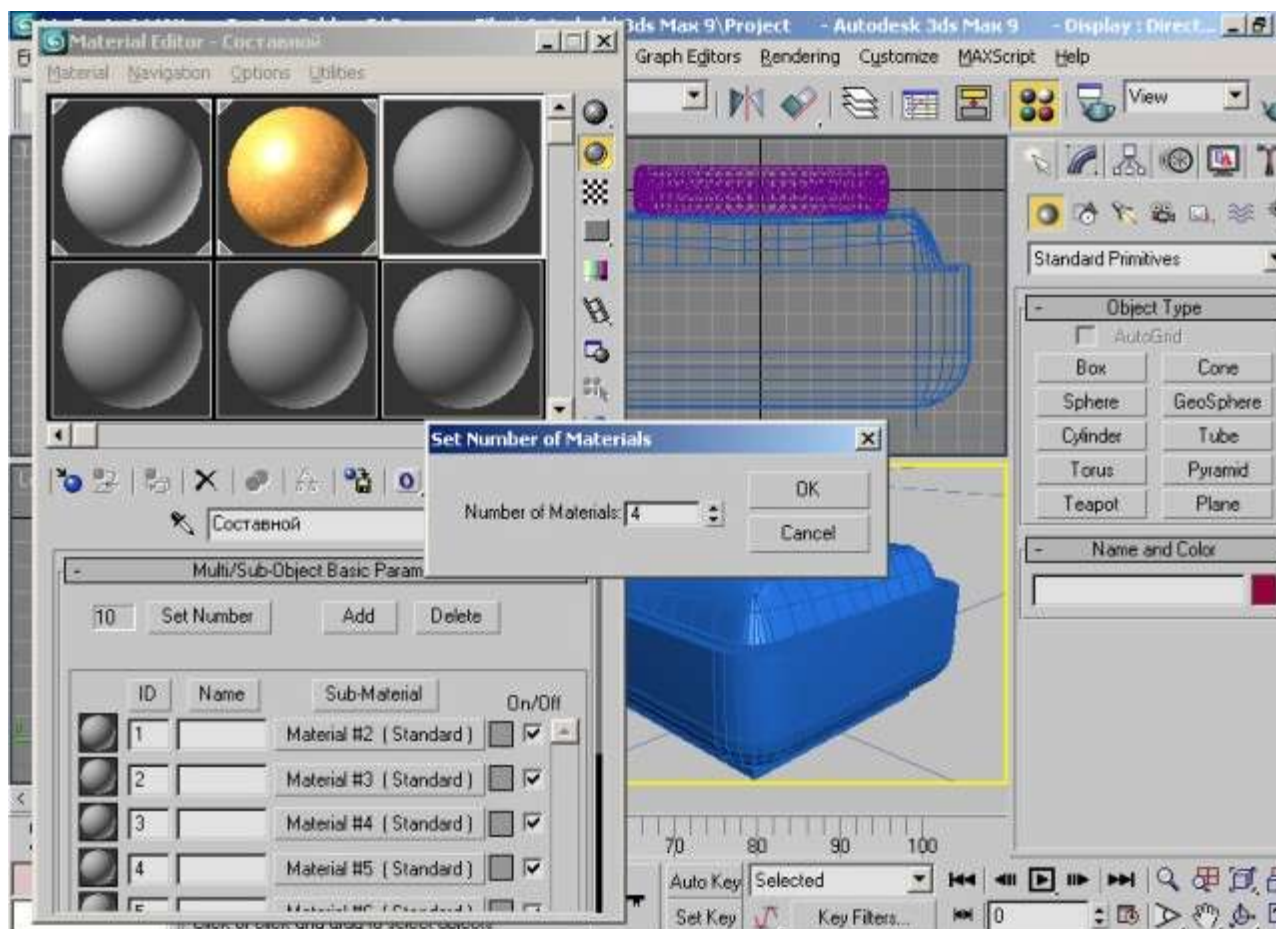 Material Editor - Составной
3ds Max 9\Project - Autodesk 3ds Max 9 - Display : Direct...
Material Navigation Options Utilities
Graph Editors Rendering Customize MAXScript Help
View
Standard Primitives
- Object Type
AutoGrid
Box Cone
Sphere GeoSphere
Cylinder Tube
Torus Pyramid
Teapot Plane
- Name and Color
Set Number of Materials
Number of Materials: 4
OK
Cancel
Составной
- Multi/Sub-Object Basic Param
10 Set Number Add Delete
ID Name Sub-Material On/Off
1 Material #2 ( Standard )
2 Material #3 ( Standard )
3 Material #4 ( Standard )
4 Material #5 ( Standard )
70 80 90 100
Auto Key Selected
Set Key Key Filters...
0